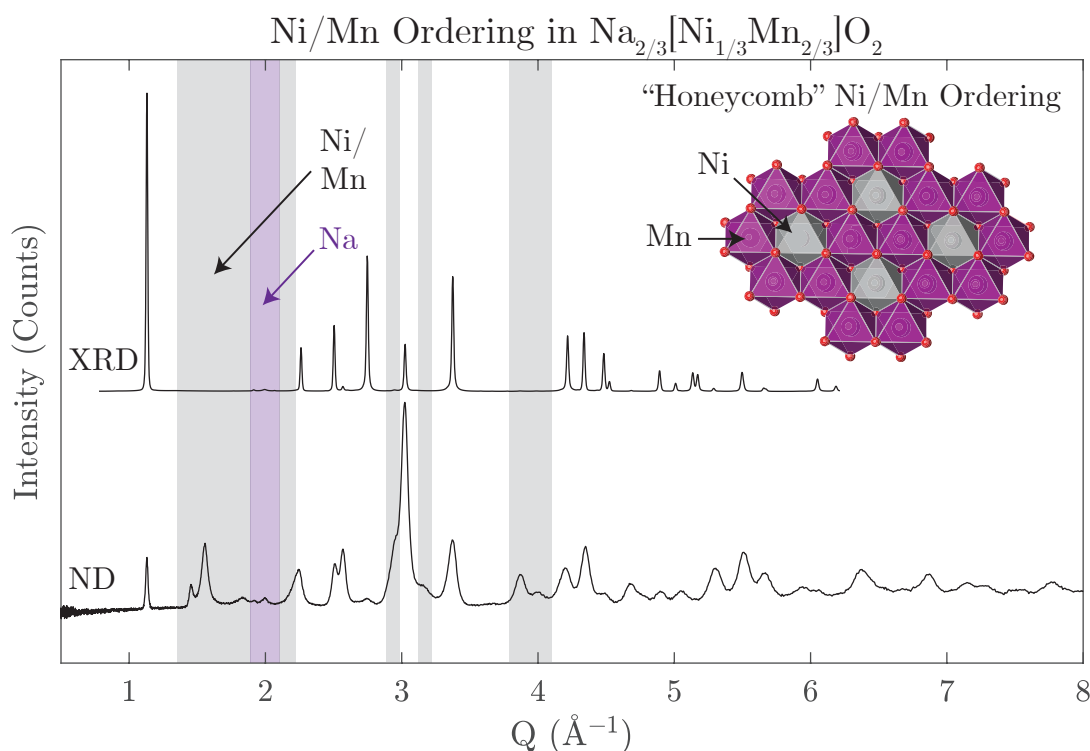 Ni/Mn Ordering in Na₂/₃[Ni₁/₃Mn₂/₃]O₂
“Honeycomb” Ni/Mn Ordering
Ni/
Mn
Na
Ni
Mn
XRD
ND
Intensity (Counts)
1 2 3 4 5 6 7 8
Q (Å⁻¹)